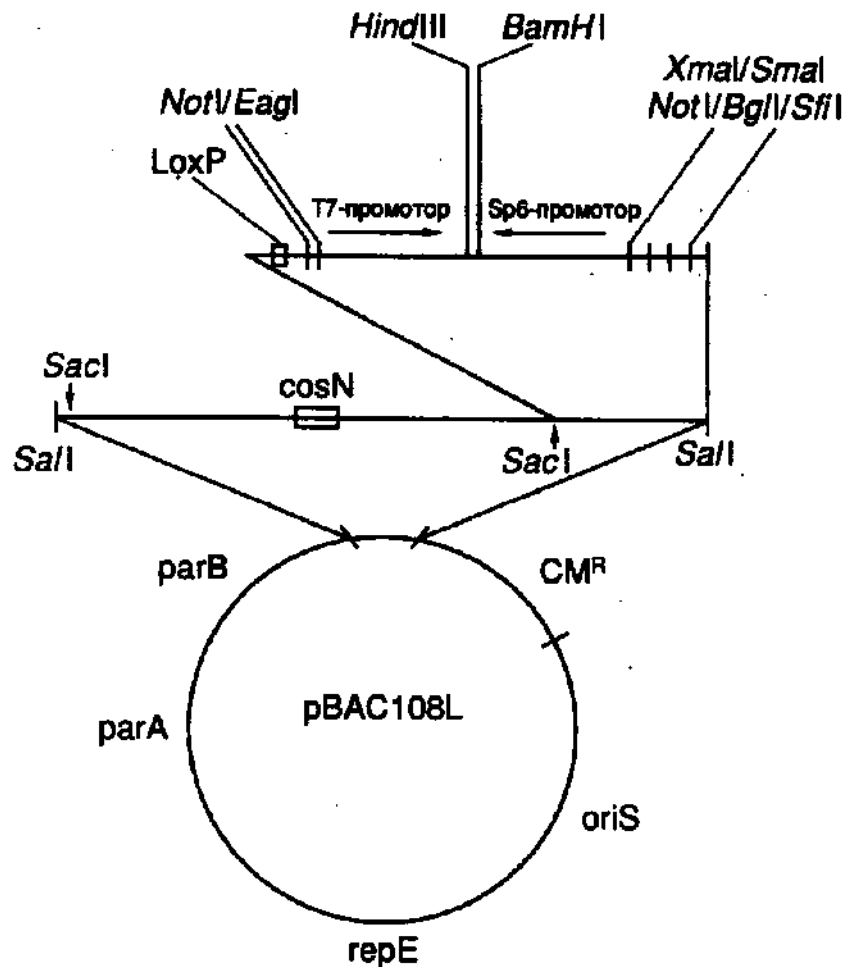 HindIII BamHI
XmaI/SmaI
NotI/EagI NotI/BglI/SfiI
LoxP
T7-промотор Sp6-промотор
SacI
cosN
SalI SacI SalI
parB CMᴿ
pBAC108L
parA
oriS
repE